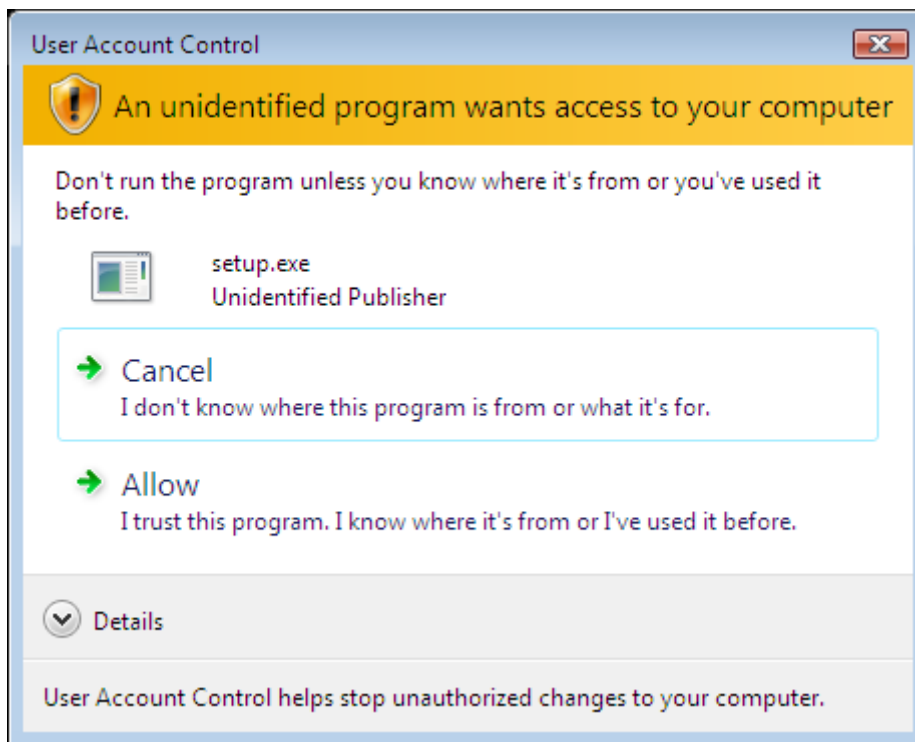 User Account Control
An unidentified program wants access to your computer
Don't run the program unless you know where it's from or you've used it
before.
setup.exe
Unidentified Publisher
Cancel
I don't know where this program is from or what it's for.
Allow
I trust this program. I know where it's from or I've used it before.
Details
User Account Control helps stop unauthorized changes to your computer.